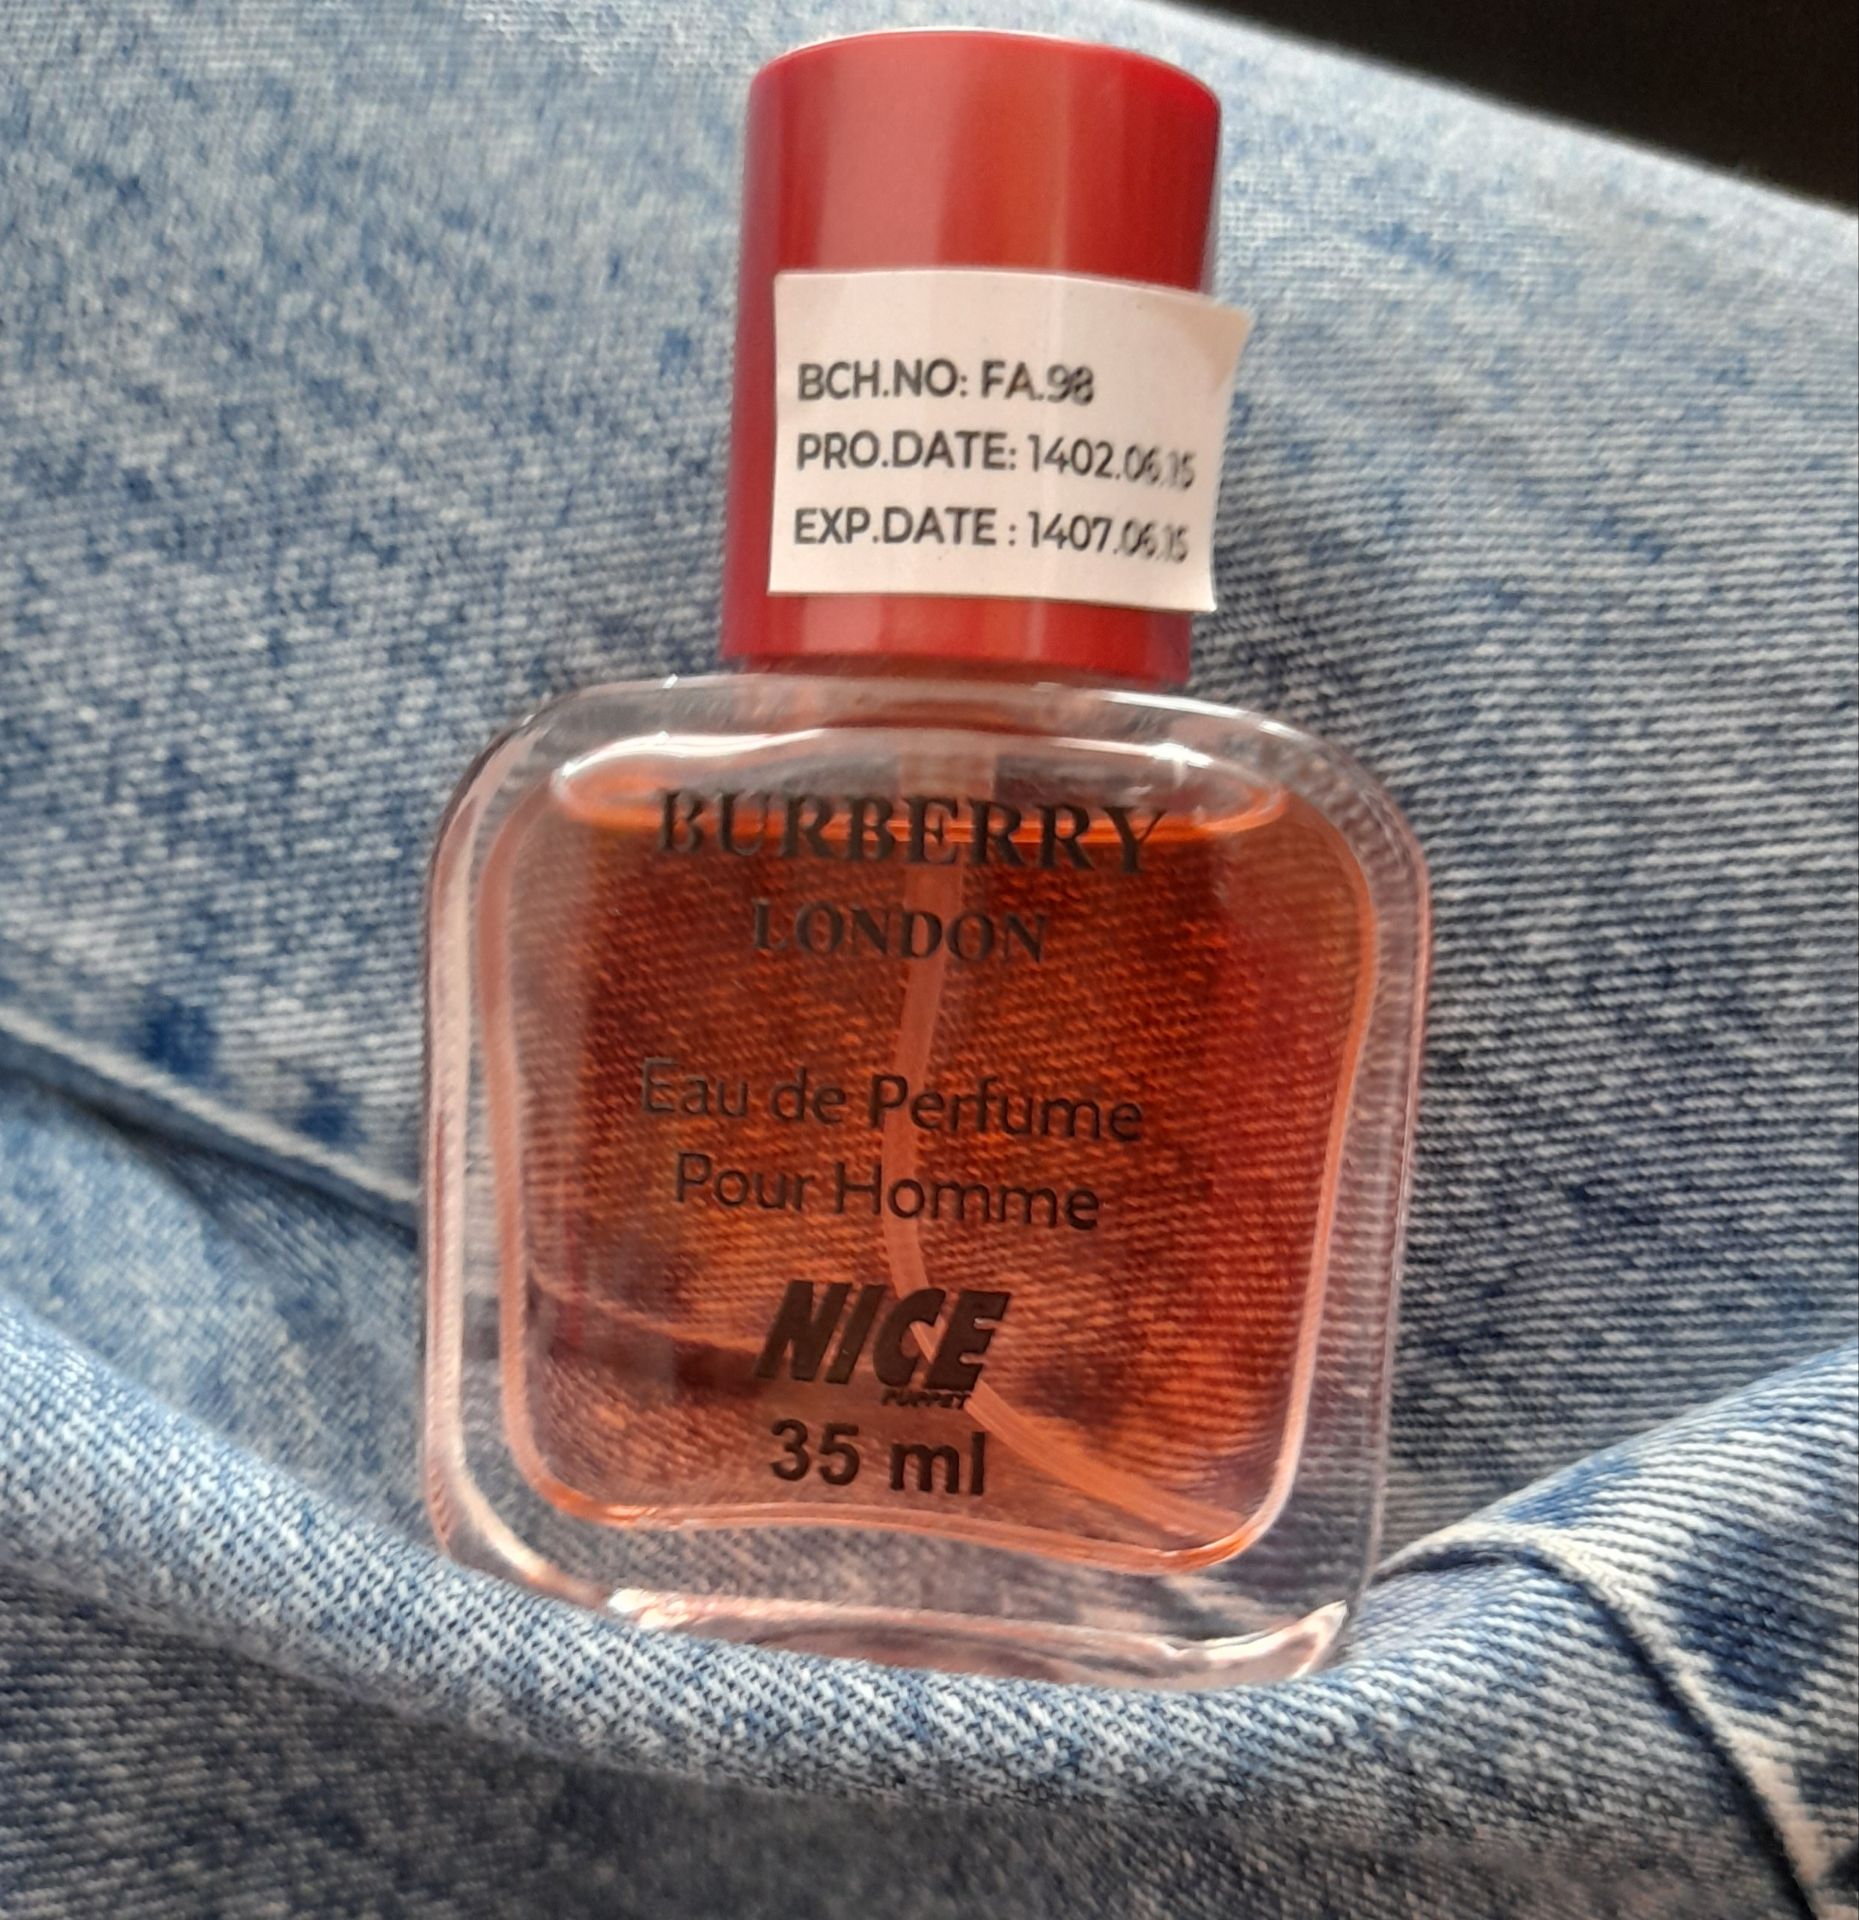 BCH.NO: FA.98
PRO.DATE: 1402.06.15
EXP.DATE : 1407.06.15
BURBERRY
LONDON
Eau de Perfume
Pour Homme
NICE
PUPPET
35 ml